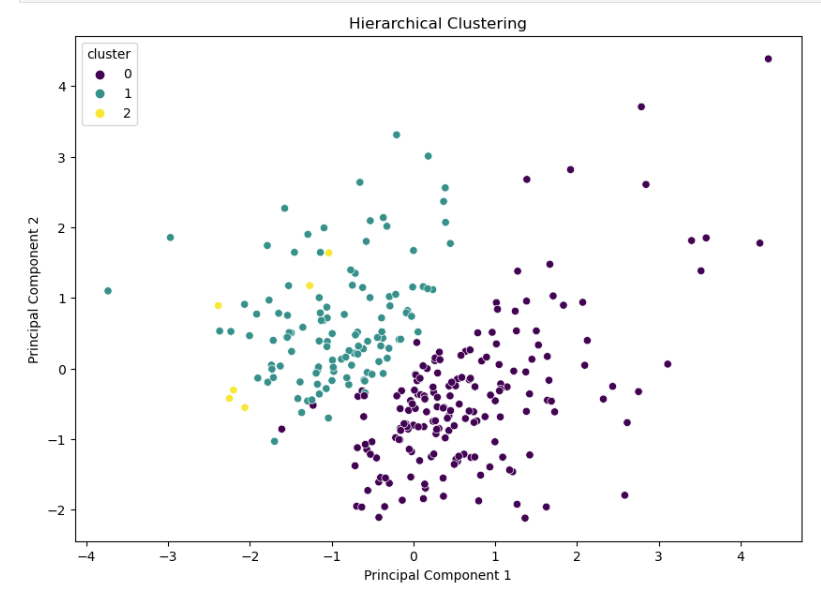 Hierarchical Clustering
cluster
0
1
2
4
3
2
1
0
−1
−2
Principal Component 2
−4 −3 −2 −1 0 1 2 3 4
Principal Component 1